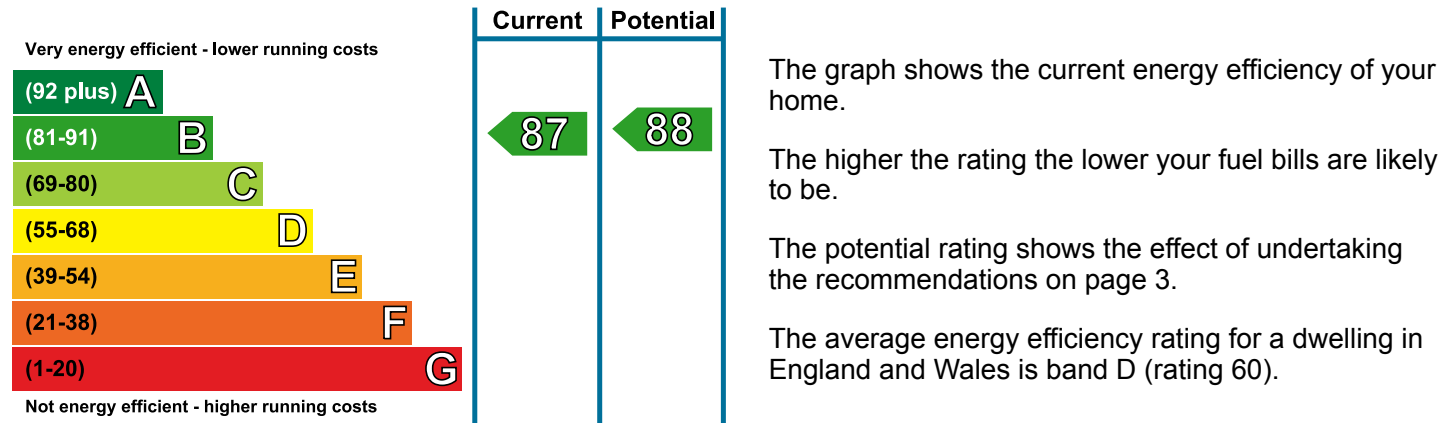 Current Potential
Very energy efficient - lower running costs
(92 plus) A
(81-91) B
87 88
(69-80) C
(55-68) D
(39-54) E
(21-38) F
(1-20) G
Not energy efficient - higher running costs
The graph shows the current energy efficiency of your
home.
The higher the rating the lower your fuel bills are likely
to be.
The potential rating shows the effect of undertaking
the recommendations on page 3.
The average energy efficiency rating for a dwelling in
England and Wales is band D (rating 60).